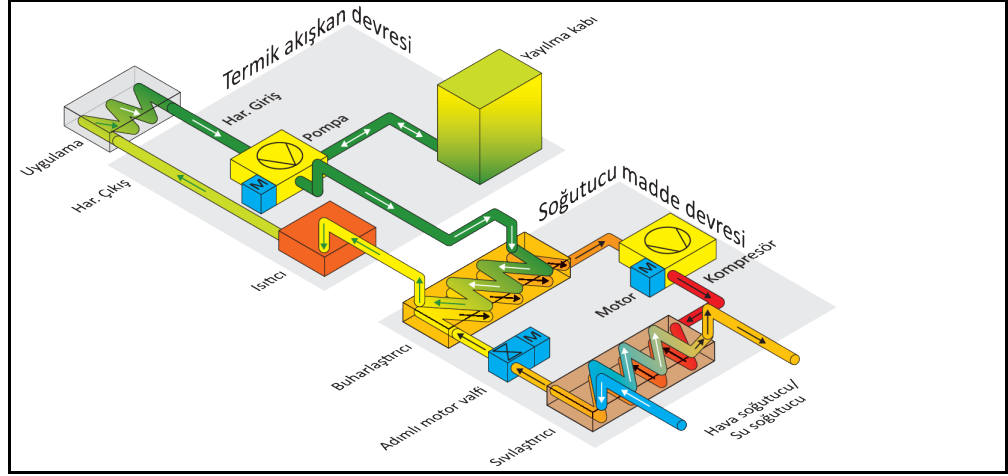 Termik akışkan devresi
Yayılma kabı
Har. Giriş
Pompa
Uygulama
Har. Çıkış
M
Isıtıcı
Soğutucu madde devresi
Kompresör
M
Motor
Buharlaştırıcı
M
Adımlı motor valfi
Sıvılaştırıcı
Hava soğutucu/
Su soğutucu